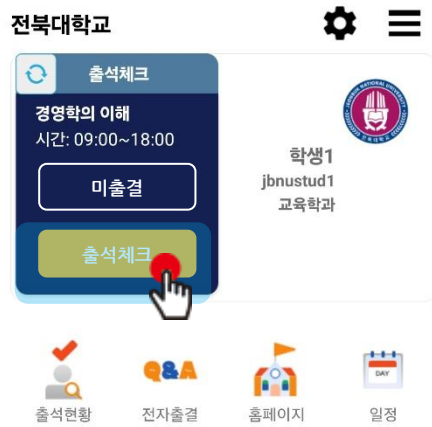 전북대학교
출석체크
경영학의 이해
시간: 09:00~18:00
미출결
출석체크
학생1
jbnustud1
교육학과
Q&A
DAY
출석현황
전자출결
홈페이지
일정